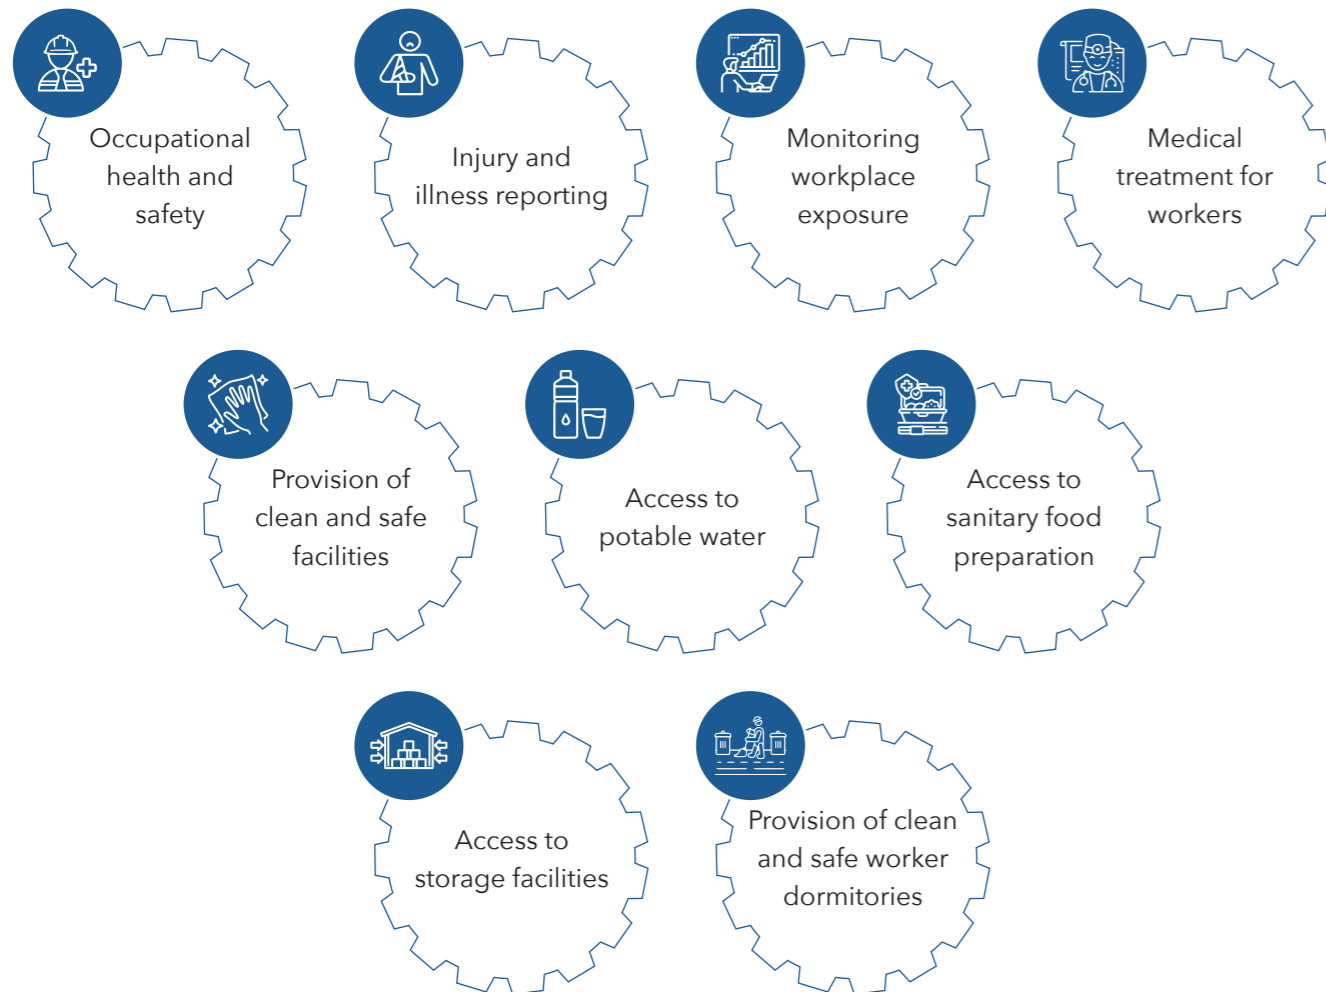 Occupational
health and
safety
Injury and
illness reporting
Monitoring
workplace
exposure
Medical
treatment for
workers
Provision of
clean and safe
facilities
Access to
potable water
Access to
sanitary food
preparation
Access to
storage facilities
Provision of clean
and safe worker
dormitories